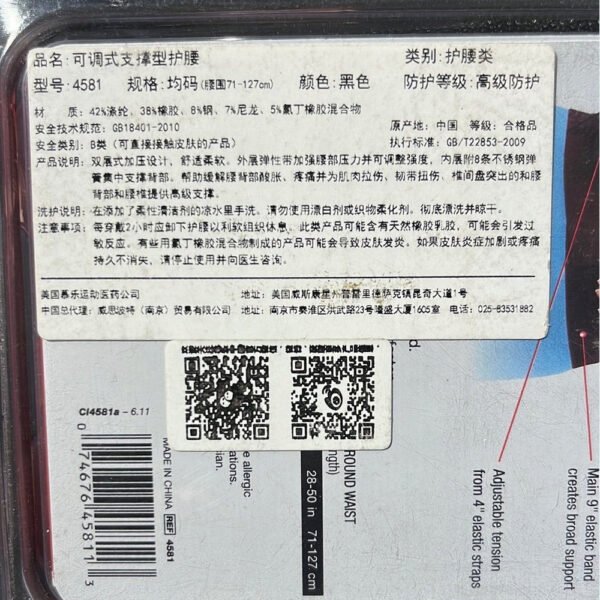 品名: 可调式支撑型护腰 类别: 护腰类
型号: 4581 规格: 均码(腰围71-127cm) 颜色: 黑色 防护等级: 高级防护
材 质: 42%涤纶、38%橡胶、8%钢、7%尼龙、5%氯丁橡胶混合物
安全技术规范: GB18401-2010 原产地: 中国 等级: 合格品
安全类别: B类 (可直接接触皮肤的产品) 执行标准: GB/T22853-2009
产品说明: 双层式加压设计、舒适柔软。外层弹性带加强腰部压力并可调整强度。内层附8条不锈钢弹
簧集中支撑背部。帮助缓解腰背部酸胀、疼痛并为肌肉拉伤、韧带扭伤、椎间盘突出的和腰
背部和腰椎提供高级支撑。
洗护说明: 在添加了柔性清洁剂的凉水里手洗。请勿使用漂白剂或织物柔化剂。彻底漂洗并晾干。
注意事项: 每穿戴2小时应卸下护腰以利软组织休息。此类产品可能含有天然橡胶乳胶，可能会引发过
敏反应。有些用氯丁橡胶混合物制成的产品可能会导致皮肤发炎。如果皮肤炎症加剧或疼痛
持久不消失、请停止使用并向医生咨询。
美国慕乐运动医药公司 地址: 美国威斯康星州普雷里德萨克镇昆奇大道1号
中国总代理: 威思波特 (南京) 贸易有限公司 地址: 南京市秦淮区洪武路23号隆盛大厦1605室 电话: 025-83531882
CI4581a – 6.11
0 74676 45811 3
MADE IN CHINA REF 4581
e allergic
ations.
ian.
ROUND WAIST
ngth)
28-50 in 71-127 cm
Adjustable tension
from 4" elastic straps
Main 9" elastic band
creates broad support